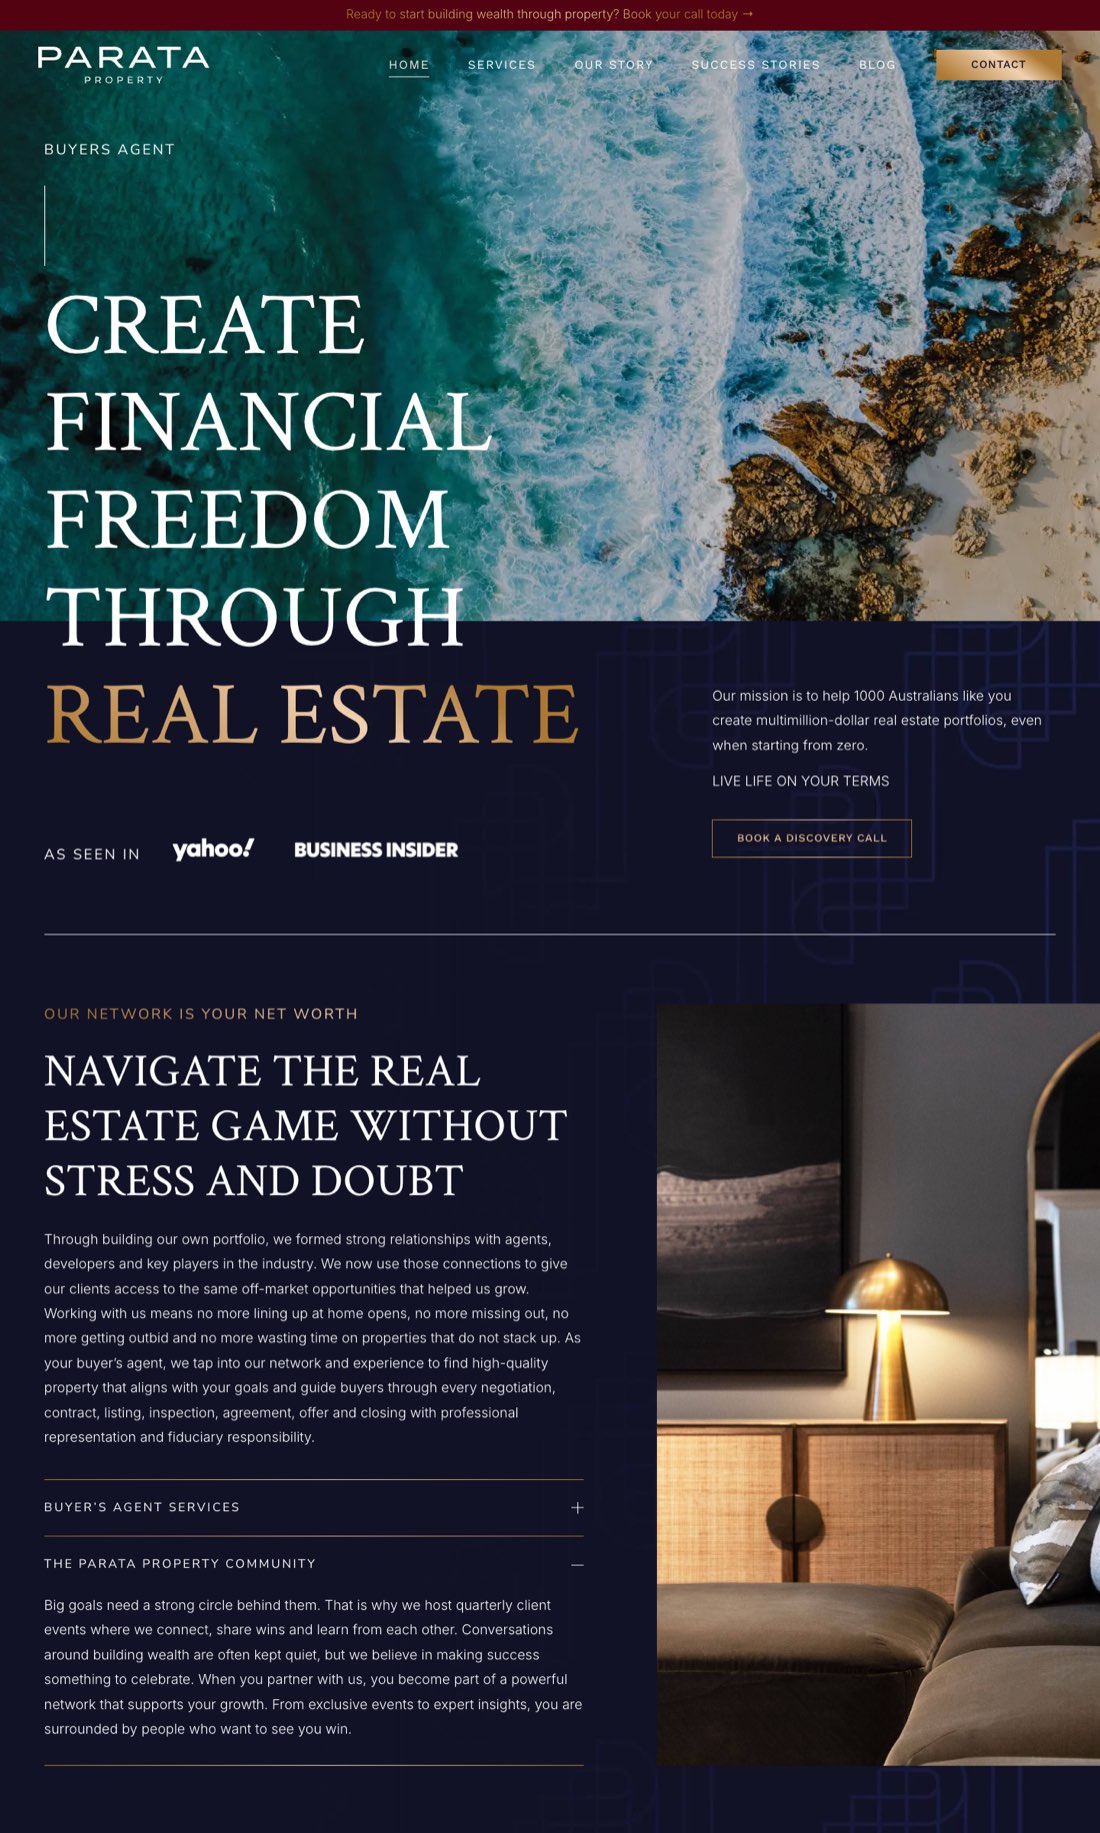 Ready to start building wealth through property? Book your call today →
PARATA
PROPERTY
HOME
SERVICES
OUR STORY
SUCCESS STORIES
BLOG
CONTACT
BUYERS AGENT
CREATE
FINANCIAL
FREEDOM
THROUGH
REAL ESTATE
Our mission is to help 1000 Australians like you
create multimillion-dollar real estate portfolios, even
when starting from zero.
LIVE LIFE ON YOUR TERMS
BOOK A DISCOVERY CALL
AS SEEN IN
yahoo!
BUSINESS INSIDER
OUR NETWORK IS YOUR NET WORTH
NAVIGATE THE REAL
ESTATE GAME WITHOUT
STRESS AND DOUBT
Through building our own portfolio, we formed strong relationships with agents,
developers and key players in the industry. We now use those connections to give
our clients access to the same off-market opportunities that helped us grow.
Working with us means no more lining up at home opens, no more missing out, no
more getting outbid and no more wasting time on properties that do not stack up. As
your buyer's agent, we tap into our network and experience to find high-quality
property that aligns with your goals and guide buyers through every negotiation,
contract, listing, inspection, agreement, offer and closing with professional
representation and fiduciary responsibility.
BUYER'S AGENT SERVICES
THE PARATA PROPERTY COMMUNITY
Big goals need a strong circle behind them. That is why we host quarterly client
events where we connect, share wins and learn from each other. Conversations
around building wealth are often kept quiet, but we believe in making success
something to celebrate. When you partner with us, you become part of a powerful
network that supports your growth. From exclusive events to expert insights, you are
surrounded by people who want to see you win.